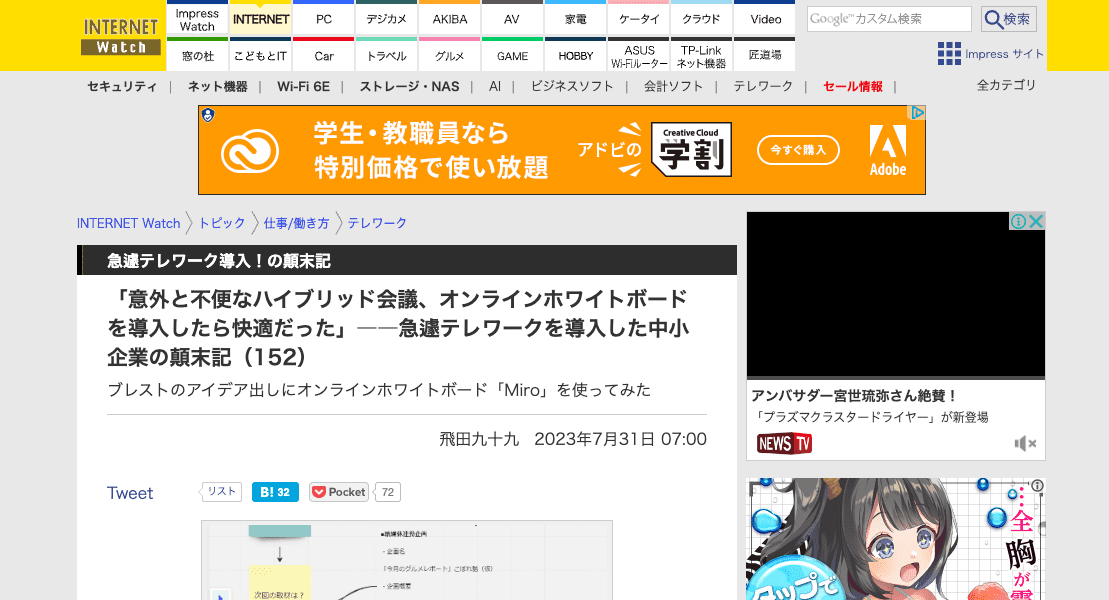 INTERNET
Watch
Impress
Watch
INTERNET
PC
デジカメ
AKIBA
AV
家電
ケータイ
クラウド
Video
窓の杜
こどもとIT
Car
トラベル
グルメ
GAME
HOBBY
ASUS
Wi-Fiルーター
TP-Link
ネット機器
匠道場
Google™カスタム検索
検索
Impress サイト
セキュリティ | ネット機器 | Wi-Fi 6E | ストレージ・NAS | AI | ビジネスソフト | 会計ソフト | テレワーク | セール情報 |
全カテゴリ
学生・教職員なら
特別価格で使い放題
アドビの
Creative Cloud
学割
今すぐ購入
Adobe
INTERNET Watch
トピック
仕事/働き方
テレワーク
急遽テレワーク導入！の顛末記
「意外と不便なハイブリッド会議、オンラインホワイトボード
を導入したら快適だった」――急遽テレワークを導入した中小
企業の顛末記（152）
ブレストのアイデア出しにオンラインホワイトボード「Miro」を使ってみた
飛田九十九　2023年7月31日 07:00
Tweet
リスト
B! 32
Pocket
72
■紙媒体連携企画
・企画名
「今月のグルメレポート」こぼれ話（仮）
・企画概要
次回の取材は？
アンバサダー宮世琉弥さん絶賛！
「プラズマクラスタードライヤー」が新登場
NEWS TV
…全
胸
が
タップで